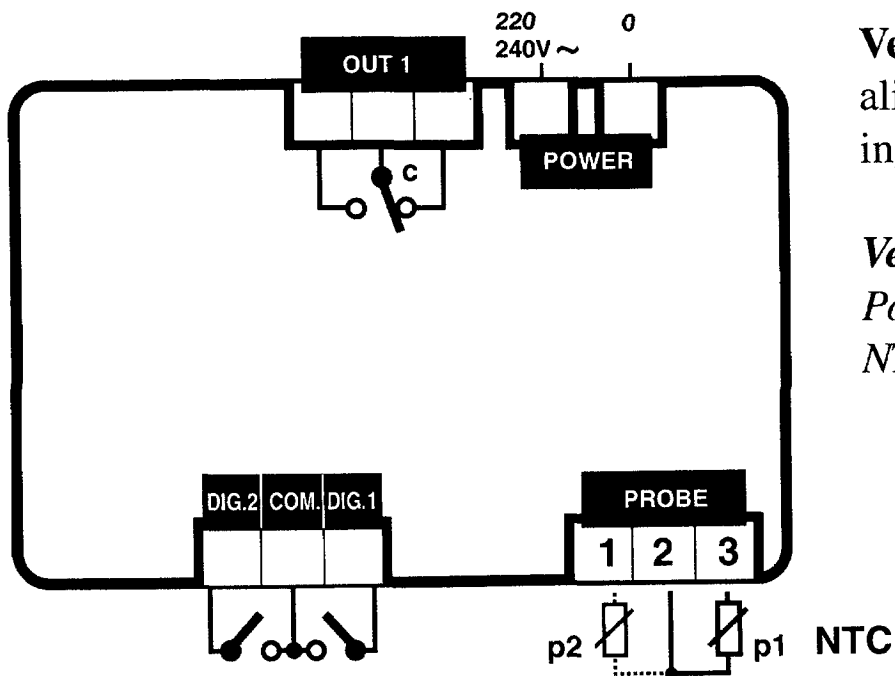 220
240V ~
0
OUT 1
POWER
C
DIG.2 COM. DIG.1
PROBE
1 2 3
p2
p1
NTC